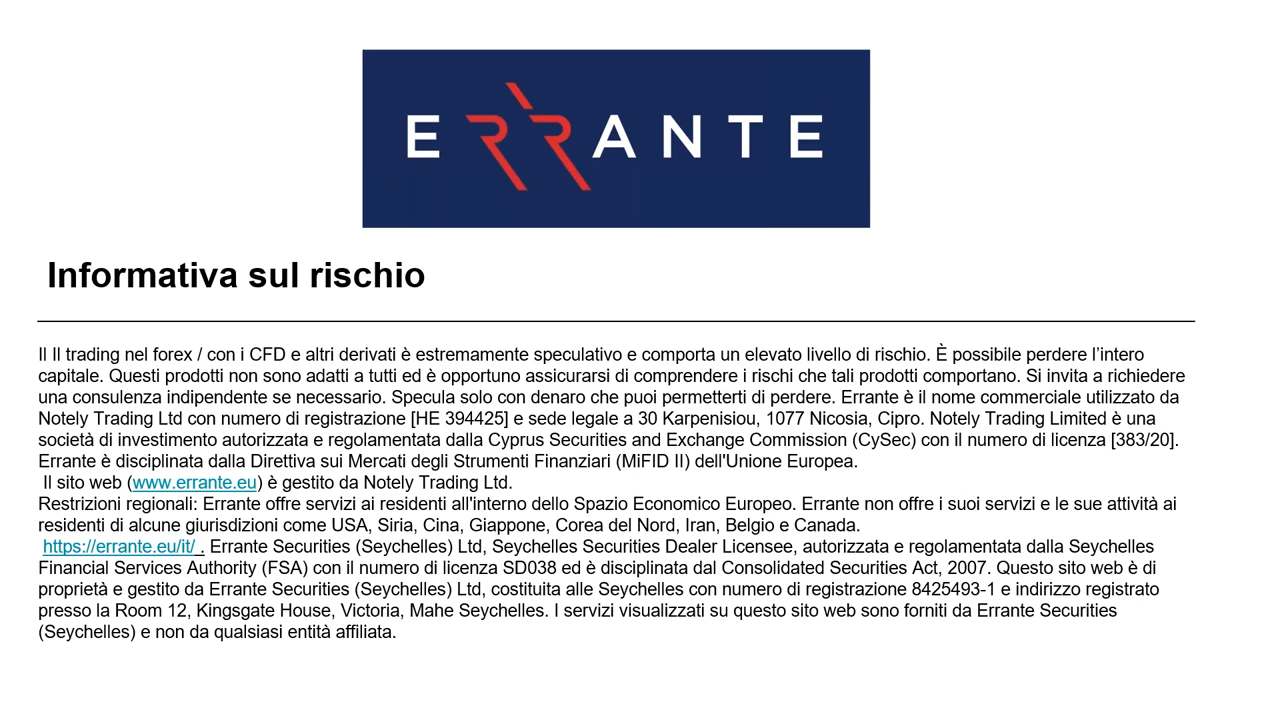 ERRANTE
Informativa sul rischio
Il Il trading nel forex / con i CFD e altri derivati è estremamente speculativo e comporta un elevato livello di rischio. È possibile perdere l’intero
capitale. Questi prodotti non sono adatti a tutti ed è opportuno assicurarsi di comprendere i rischi che tali prodotti comportano. Si invita a richiedere
una consulenza indipendente se necessario. Specula solo con denaro che puoi permetterti di perdere. Errante è il nome commerciale utilizzato da
Notely Trading Ltd con numero di registrazione [HE 394425] e sede legale a 30 Karpenisiou, 1077 Nicosia, Cipro. Notely Trading Limited è una
società di investimento autorizzata e regolamentata dalla Cyprus Securities and Exchange Commission (CySec) con il numero di licenza [383/20].
Errante è disciplinata dalla Direttiva sui Mercati degli Strumenti Finanziari (MiFID II) dell'Unione Europea.
Il sito web (www.errante.eu) è gestito da Notely Trading Ltd.
Restrizioni regionali: Errante offre servizi ai residenti all'interno dello Spazio Economico Europeo. Errante non offre i suoi servizi e le sue attività ai
residenti di alcune giurisdizioni come USA, Siria, Cina, Giappone, Corea del Nord, Iran, Belgio e Canada.
https://errante.eu/it/ . Errante Securities (Seychelles) Ltd, Seychelles Securities Dealer Licensee, autorizzata e regolamentata dalla Seychelles
Financial Services Authority (FSA) con il numero di licenza SD038 ed è disciplinata dal Consolidated Securities Act, 2007. Questo sito web è di
proprietà e gestito da Errante Securities (Seychelles) Ltd, costituita alle Seychelles con numero di registrazione 8425493-1 e indirizzo registrato
presso la Room 12, Kingsgate House, Victoria, Mahe Seychelles. I servizi visualizzati su questo sito web sono forniti da Errante Securities
(Seychelles) e non da qualsiasi entità affiliata.